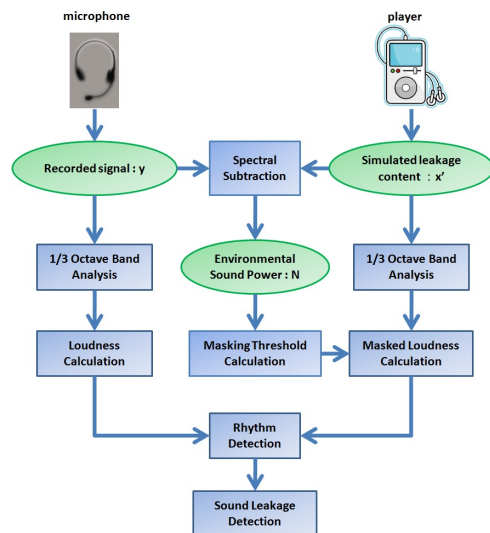 microphone
player
Recorded signal : y
Spectral
Subtraction
Simulated leakage
content : x'
1/3 Octave Band
Analysis
Environmental
Sound Power : N
1/3 Octave Band
Analysis
Loudness
Calculation
Masking Threshold
Calculation
Masked Loudness
Calculation
Rhythm
Detection
Sound Leakage
Detection